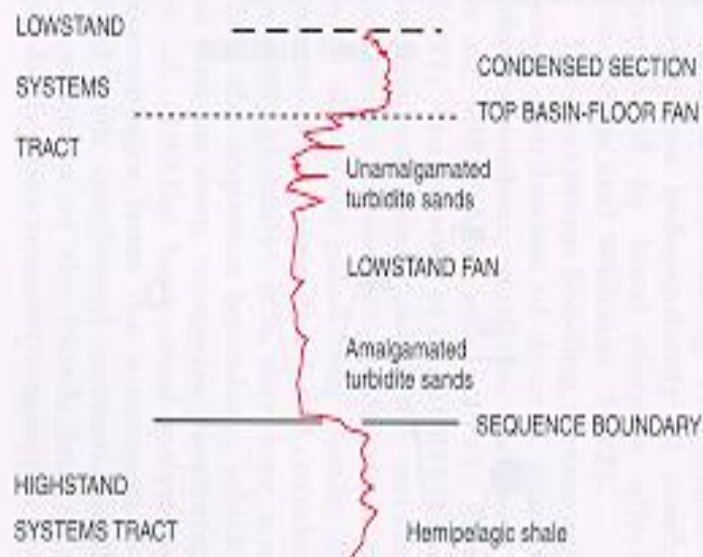 LOWSTAND
SYSTEMS
TRACT
CONDENSED SECTION
TOP BASIN-FLOOR FAN
Unamalgamated
turbidite sands
LOWSTAND FAN
Amalgamated
turbidite sands
SEQUENCE BOUNDARY
HIGHSTAND
SYSTEMS TRACT
Hemipelagic shale